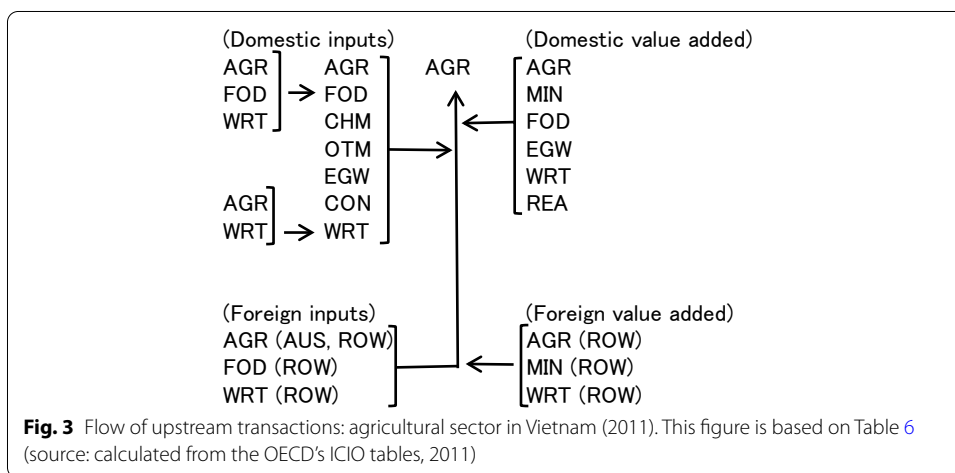 (Domestic inputs) (Domestic value added)
AGR AGR AGR AGR
FOD FOD MIN
WRT CHM FOD
OTM EGW
EGW WRT
AGR CON REA
WRT WRT
(Foreign inputs) (Foreign value added)
AGR (AUS, ROW) AGR (ROW)
FOD (ROW) MIN (ROW)
WRT (ROW) WRT (ROW)
Fig. 3 Flow of upstream transactions: agricultural sector in Vietnam (2011). This figure is based on Table 6
(source: calculated from the OECD's ICIO tables, 2011)